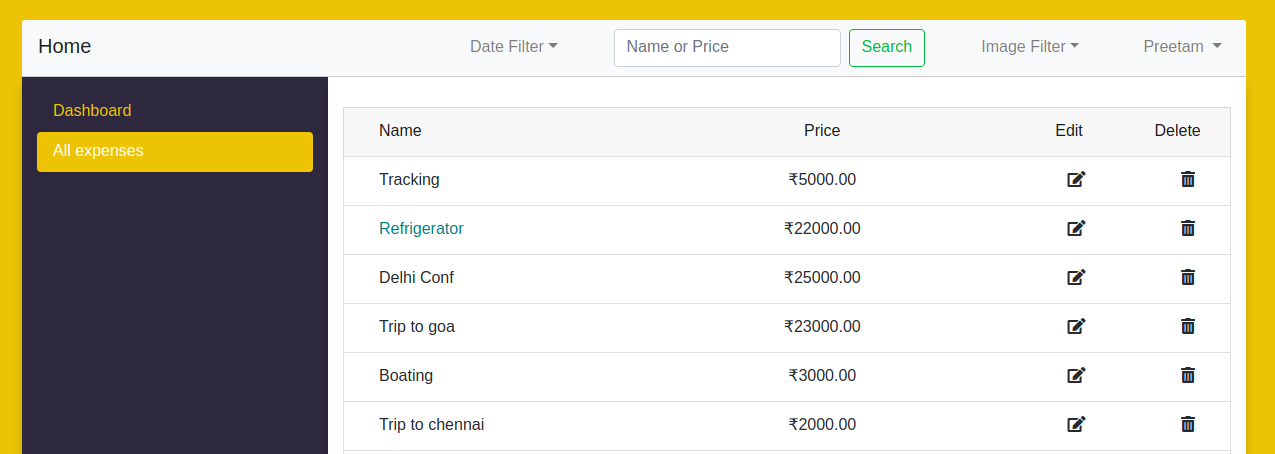 Home Date Filter Name or Price Search Image Filter Preetam
Dashboard
All expenses
Name Price Edit Delete
Tracking ₹5000.00
Refrigerator ₹22000.00
Delhi Conf ₹25000.00
Trip to goa ₹23000.00
Boating ₹3000.00
Trip to chennai ₹2000.00